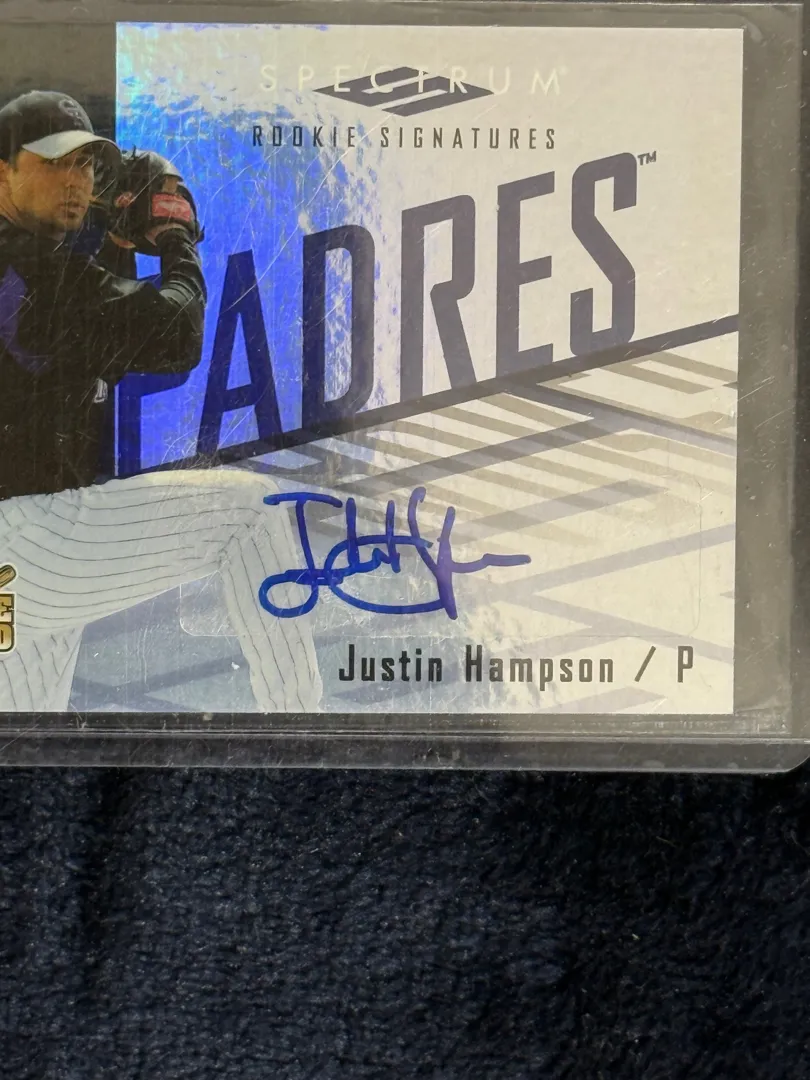 SPECTRUM
ROOKIE SIGNATURES
PADRES™
Justin Hampson / P